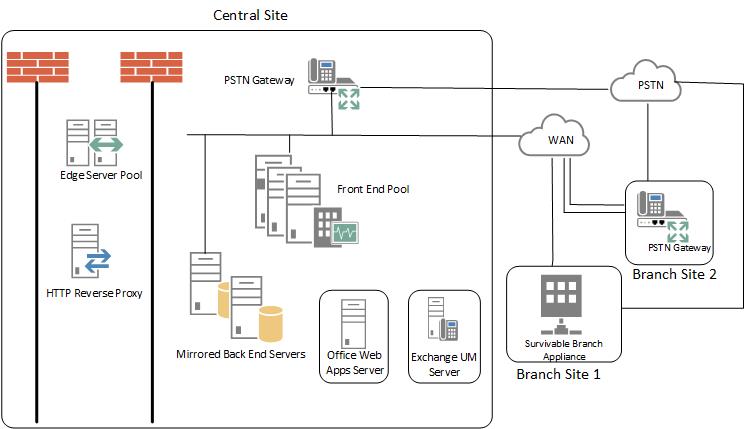 Central Site
PSTN Gateway
PSTN
WAN
Edge Server Pool
Front End Pool
PSTN Gateway
Branch Site 2
HTTP Reverse Proxy
Mirrored Back End Servers
Office Web
Apps Server
Exchange UM
Server
Survivable Branch
Appliance
Branch Site 1